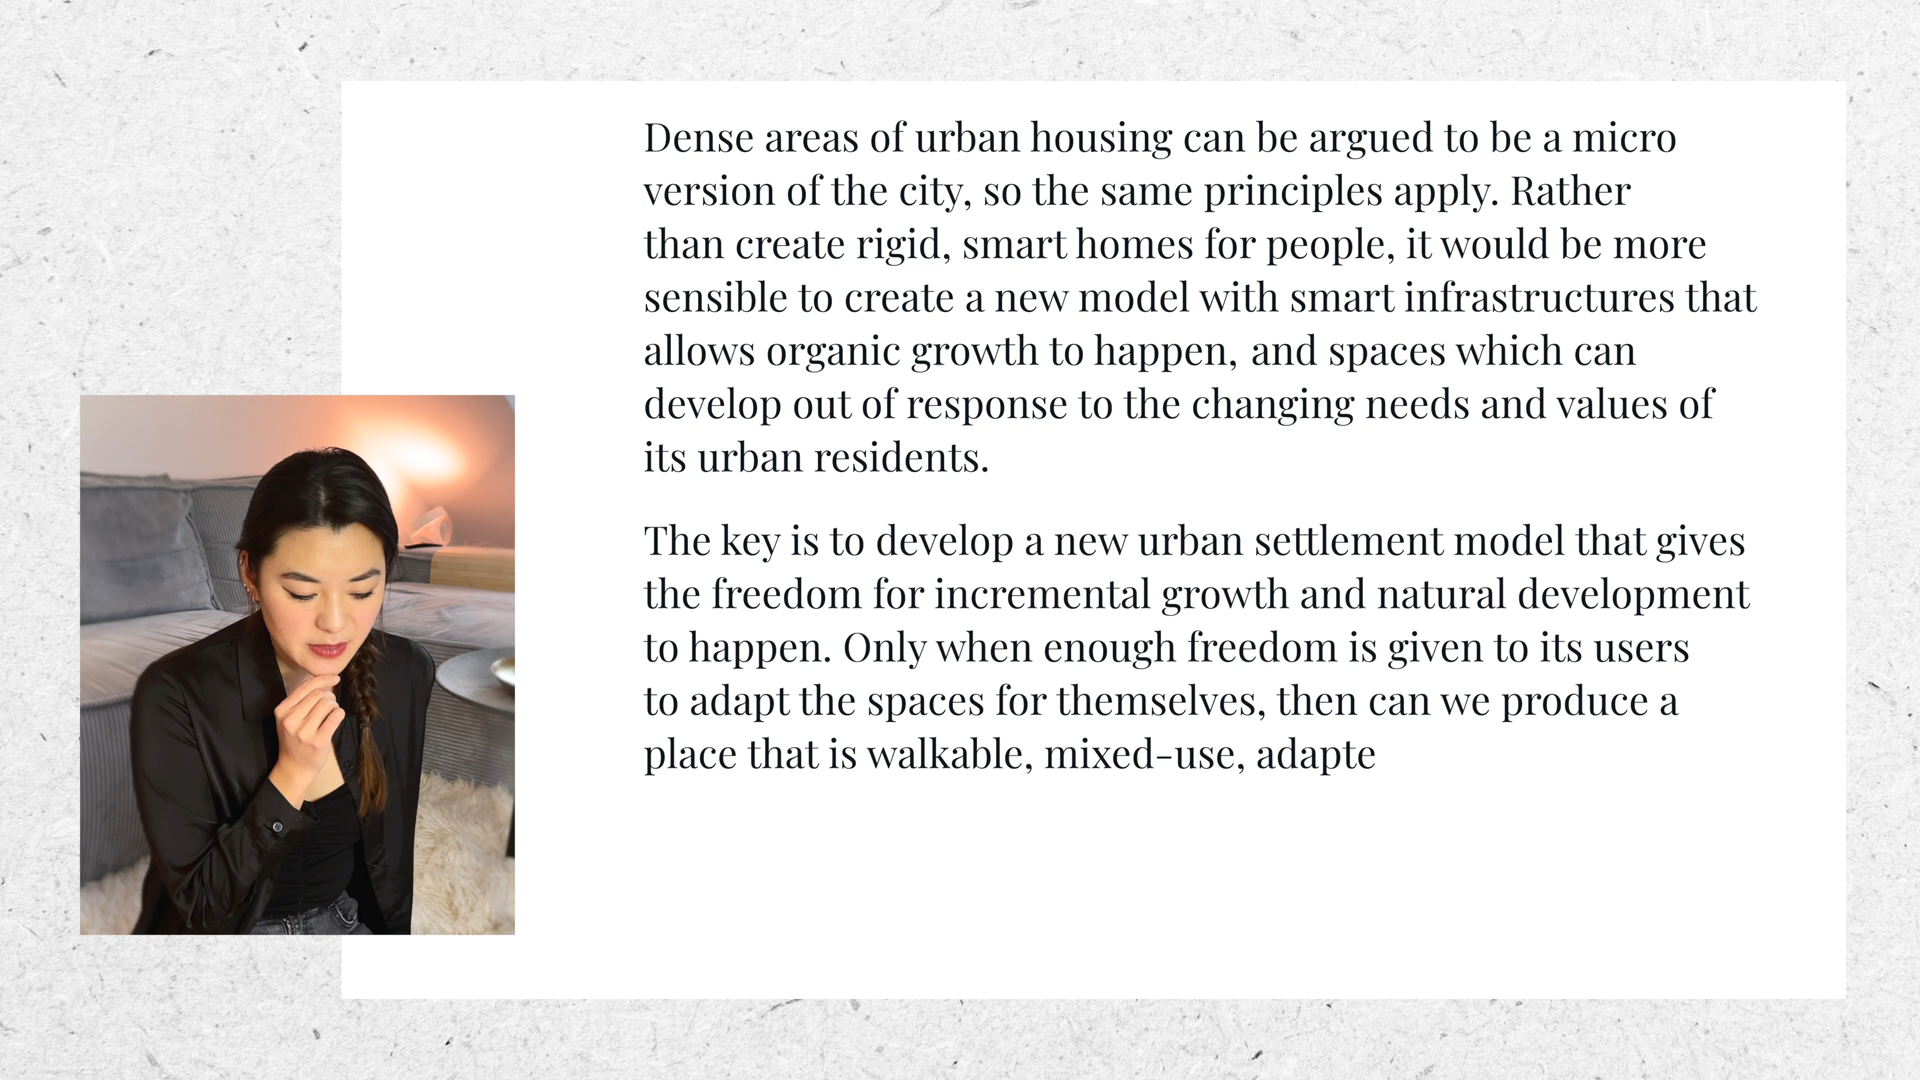 Dense areas of urban housing can be argued to be a micro
version of the city, so the same principles apply. Rather
than create rigid, smart homes for people, it would be more
sensible to create a new model with smart infrastructures that
allows organic growth to happen, and spaces which can
develop out of response to the changing needs and values of
its urban residents.
The key is to develop a new urban settlement model that gives
the freedom for incremental growth and natural development
to happen. Only when enough freedom is given to its users
to adapt the spaces for themselves, then can we produce a
place that is walkable, mixed-use, adapte